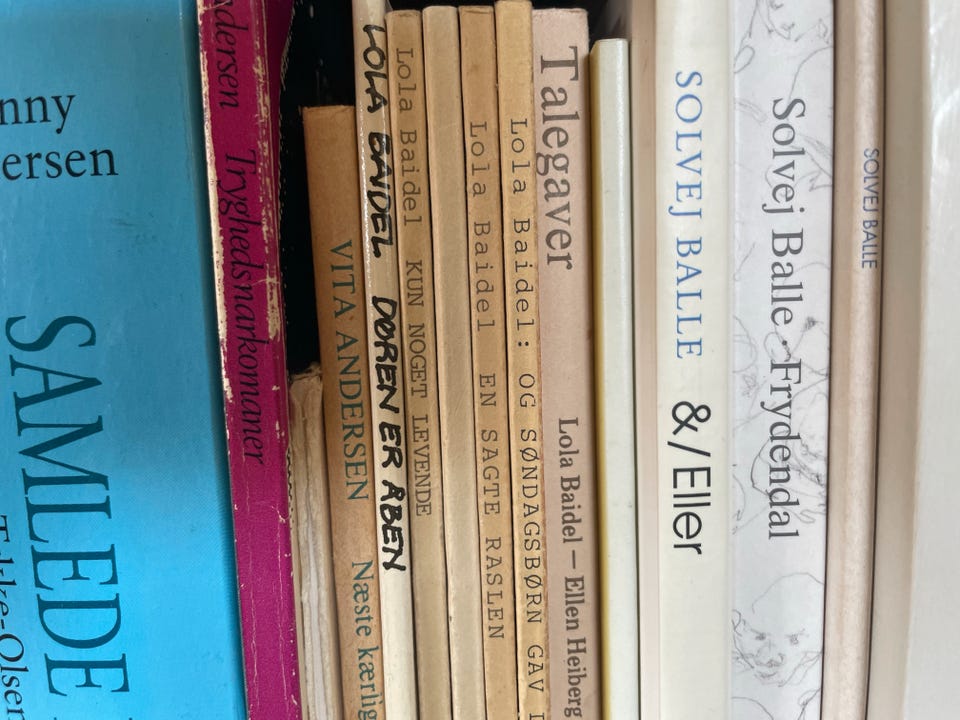 nny
ersen
SAMLEDE
kke-Olsen
dersen Tryghedsnarkomaner
VITA ANDERSEN Næste kærlig
LOLA BAIDEL DØREN ER ÅBEN
Lola Baidel KUN NOGET LEVENDE
Lola Baidel EN SAGTE RASLEN
Lola Baidel: OG SØNDAGSBØRN GAV
Talegaver Lola Baidel – Ellen Heiberg
SOLVEJ BALLE &/Eller
Solvej Balle · Frydendal
SOLVEJ BALLE